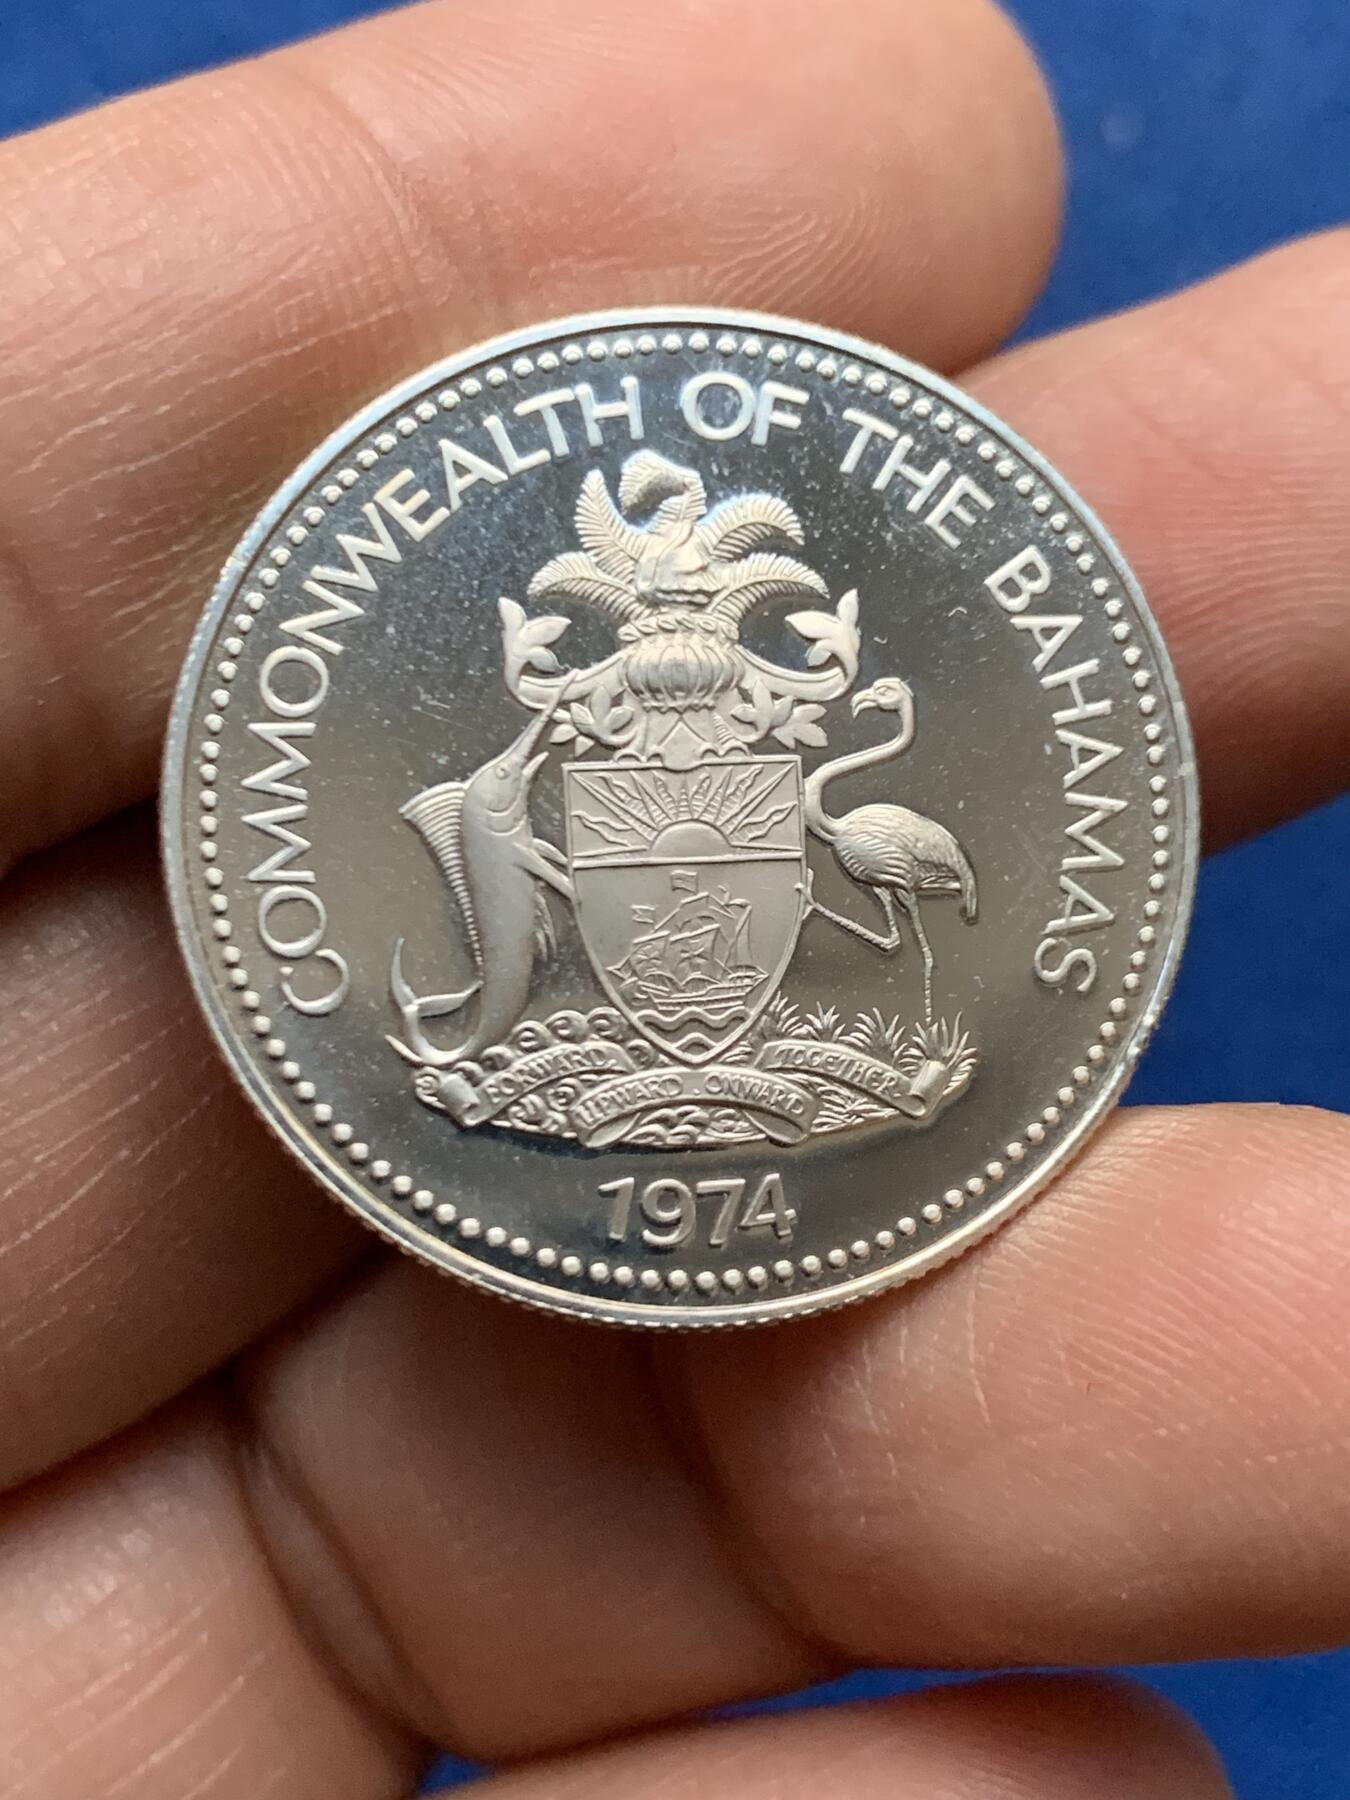 COMMONWEALTH OF THE BAHAMAS
FORWARD. UPWARD. ONWARD TOGETHER.
1974